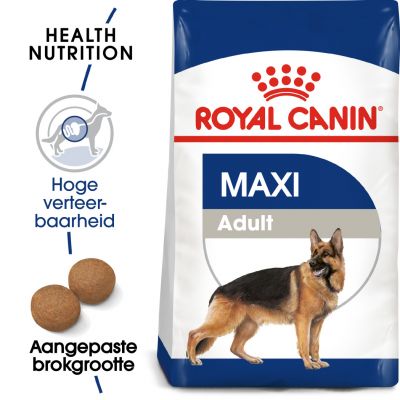 HEALTH
NUTRITION
Hoge
verteer-
baarheid
Aangepaste
brokgrootte
ROYAL CANIN®
MAXI
Adult